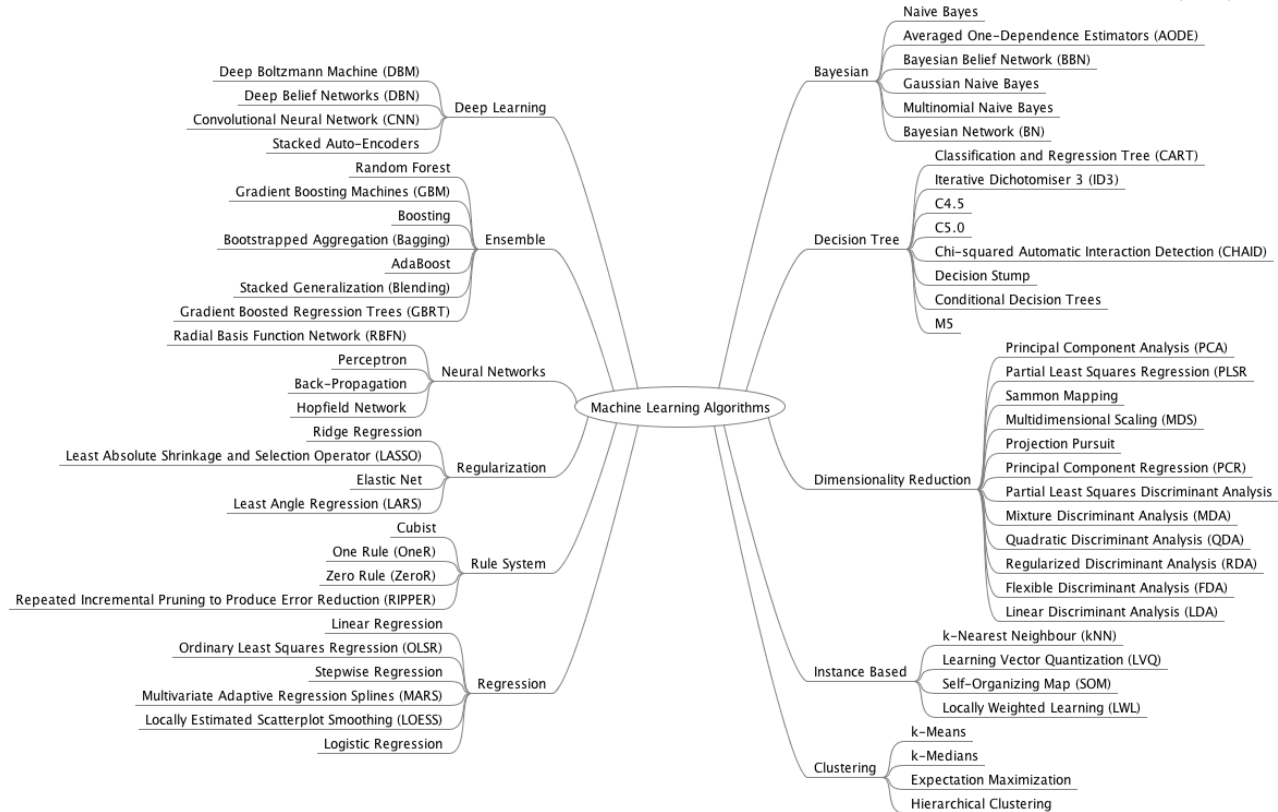 Machine Learning Algorithms
Deep Learning
Deep Boltzmann Machine (DBM)
Deep Belief Networks (DBN)
Convolutional Neural Network (CNN)
Stacked Auto-Encoders
Ensemble
Random Forest
Gradient Boosting Machines (GBM)
Boosting
Bootstrapped Aggregation (Bagging)
AdaBoost
Stacked Generalization (Blending)
Gradient Boosted Regression Trees (GBRT)
Neural Networks
Radial Basis Function Network (RBFN)
Perceptron
Back-Propagation
Hopfield Network
Regularization
Ridge Regression
Least Absolute Shrinkage and Selection Operator (LASSO)
Elastic Net
Least Angle Regression (LARS)
Rule System
Cubist
One Rule (OneR)
Zero Rule (ZeroR)
Repeated Incremental Pruning to Produce Error Reduction (RIPPER)
Regression
Linear Regression
Ordinary Least Squares Regression (OLSR)
Stepwise Regression
Multivariate Adaptive Regression Splines (MARS)
Locally Estimated Scatterplot Smoothing (LOESS)
Logistic Regression
Bayesian
Naive Bayes
Averaged One-Dependence Estimators (AODE)
Bayesian Belief Network (BBN)
Gaussian Naive Bayes
Multinomial Naive Bayes
Bayesian Network (BN)
Decision Tree
Classification and Regression Tree (CART)
Iterative Dichotomiser 3 (ID3)
C4.5
C5.0
Chi-squared Automatic Interaction Detection (CHAID)
Decision Stump
Conditional Decision Trees
M5
Dimensionality Reduction
Principal Component Analysis (PCA)
Partial Least Squares Regression (PLSR
Sammon Mapping
Multidimensional Scaling (MDS)
Projection Pursuit
Principal Component Regression (PCR)
Partial Least Squares Discriminant Analysis
Mixture Discriminant Analysis (MDA)
Quadratic Discriminant Analysis (QDA)
Regularized Discriminant Analysis (RDA)
Flexible Discriminant Analysis (FDA)
Linear Discriminant Analysis (LDA)
Instance Based
k-Nearest Neighbour (kNN)
Learning Vector Quantization (LVQ)
Self-Organizing Map (SOM)
Locally Weighted Learning (LWL)
Clustering
k-Means
k-Medians
Expectation Maximization
Hierarchical Clustering